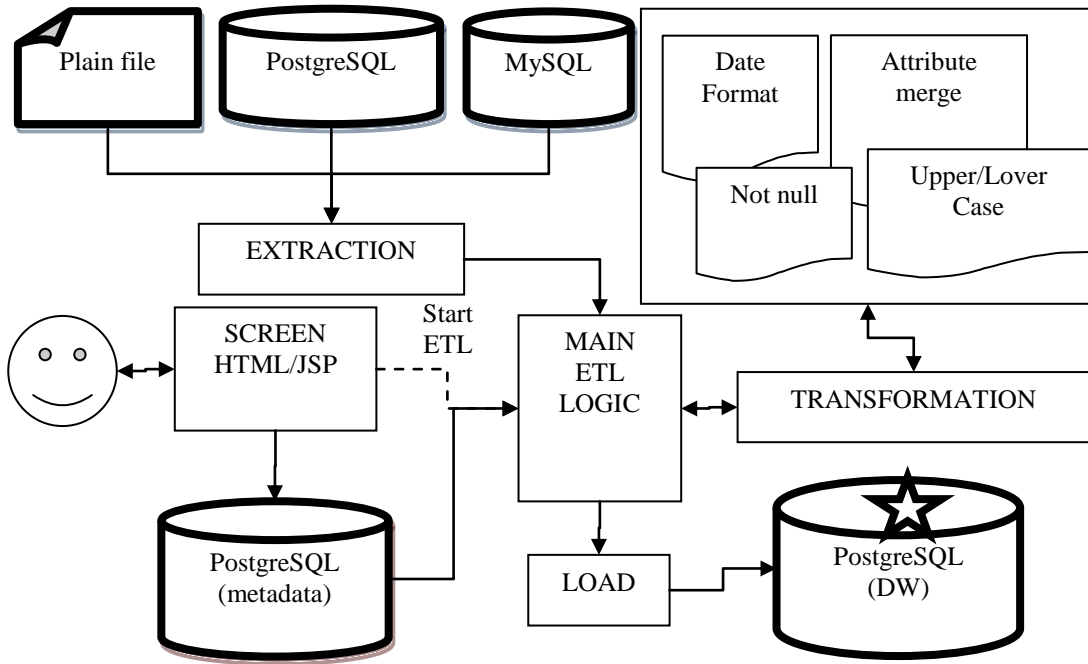 Plain file
PostgreSQL
MySQL
Date
Format
Attribute
merge
Not null
Upper/Lover
Case
EXTRACTION
SCREEN
HTML/JSP
Start
ETL
MAIN
ETL
LOGIC
TRANSFORMATION
PostgreSQL
(metadata)
LOAD
PostgreSQL
(DW)